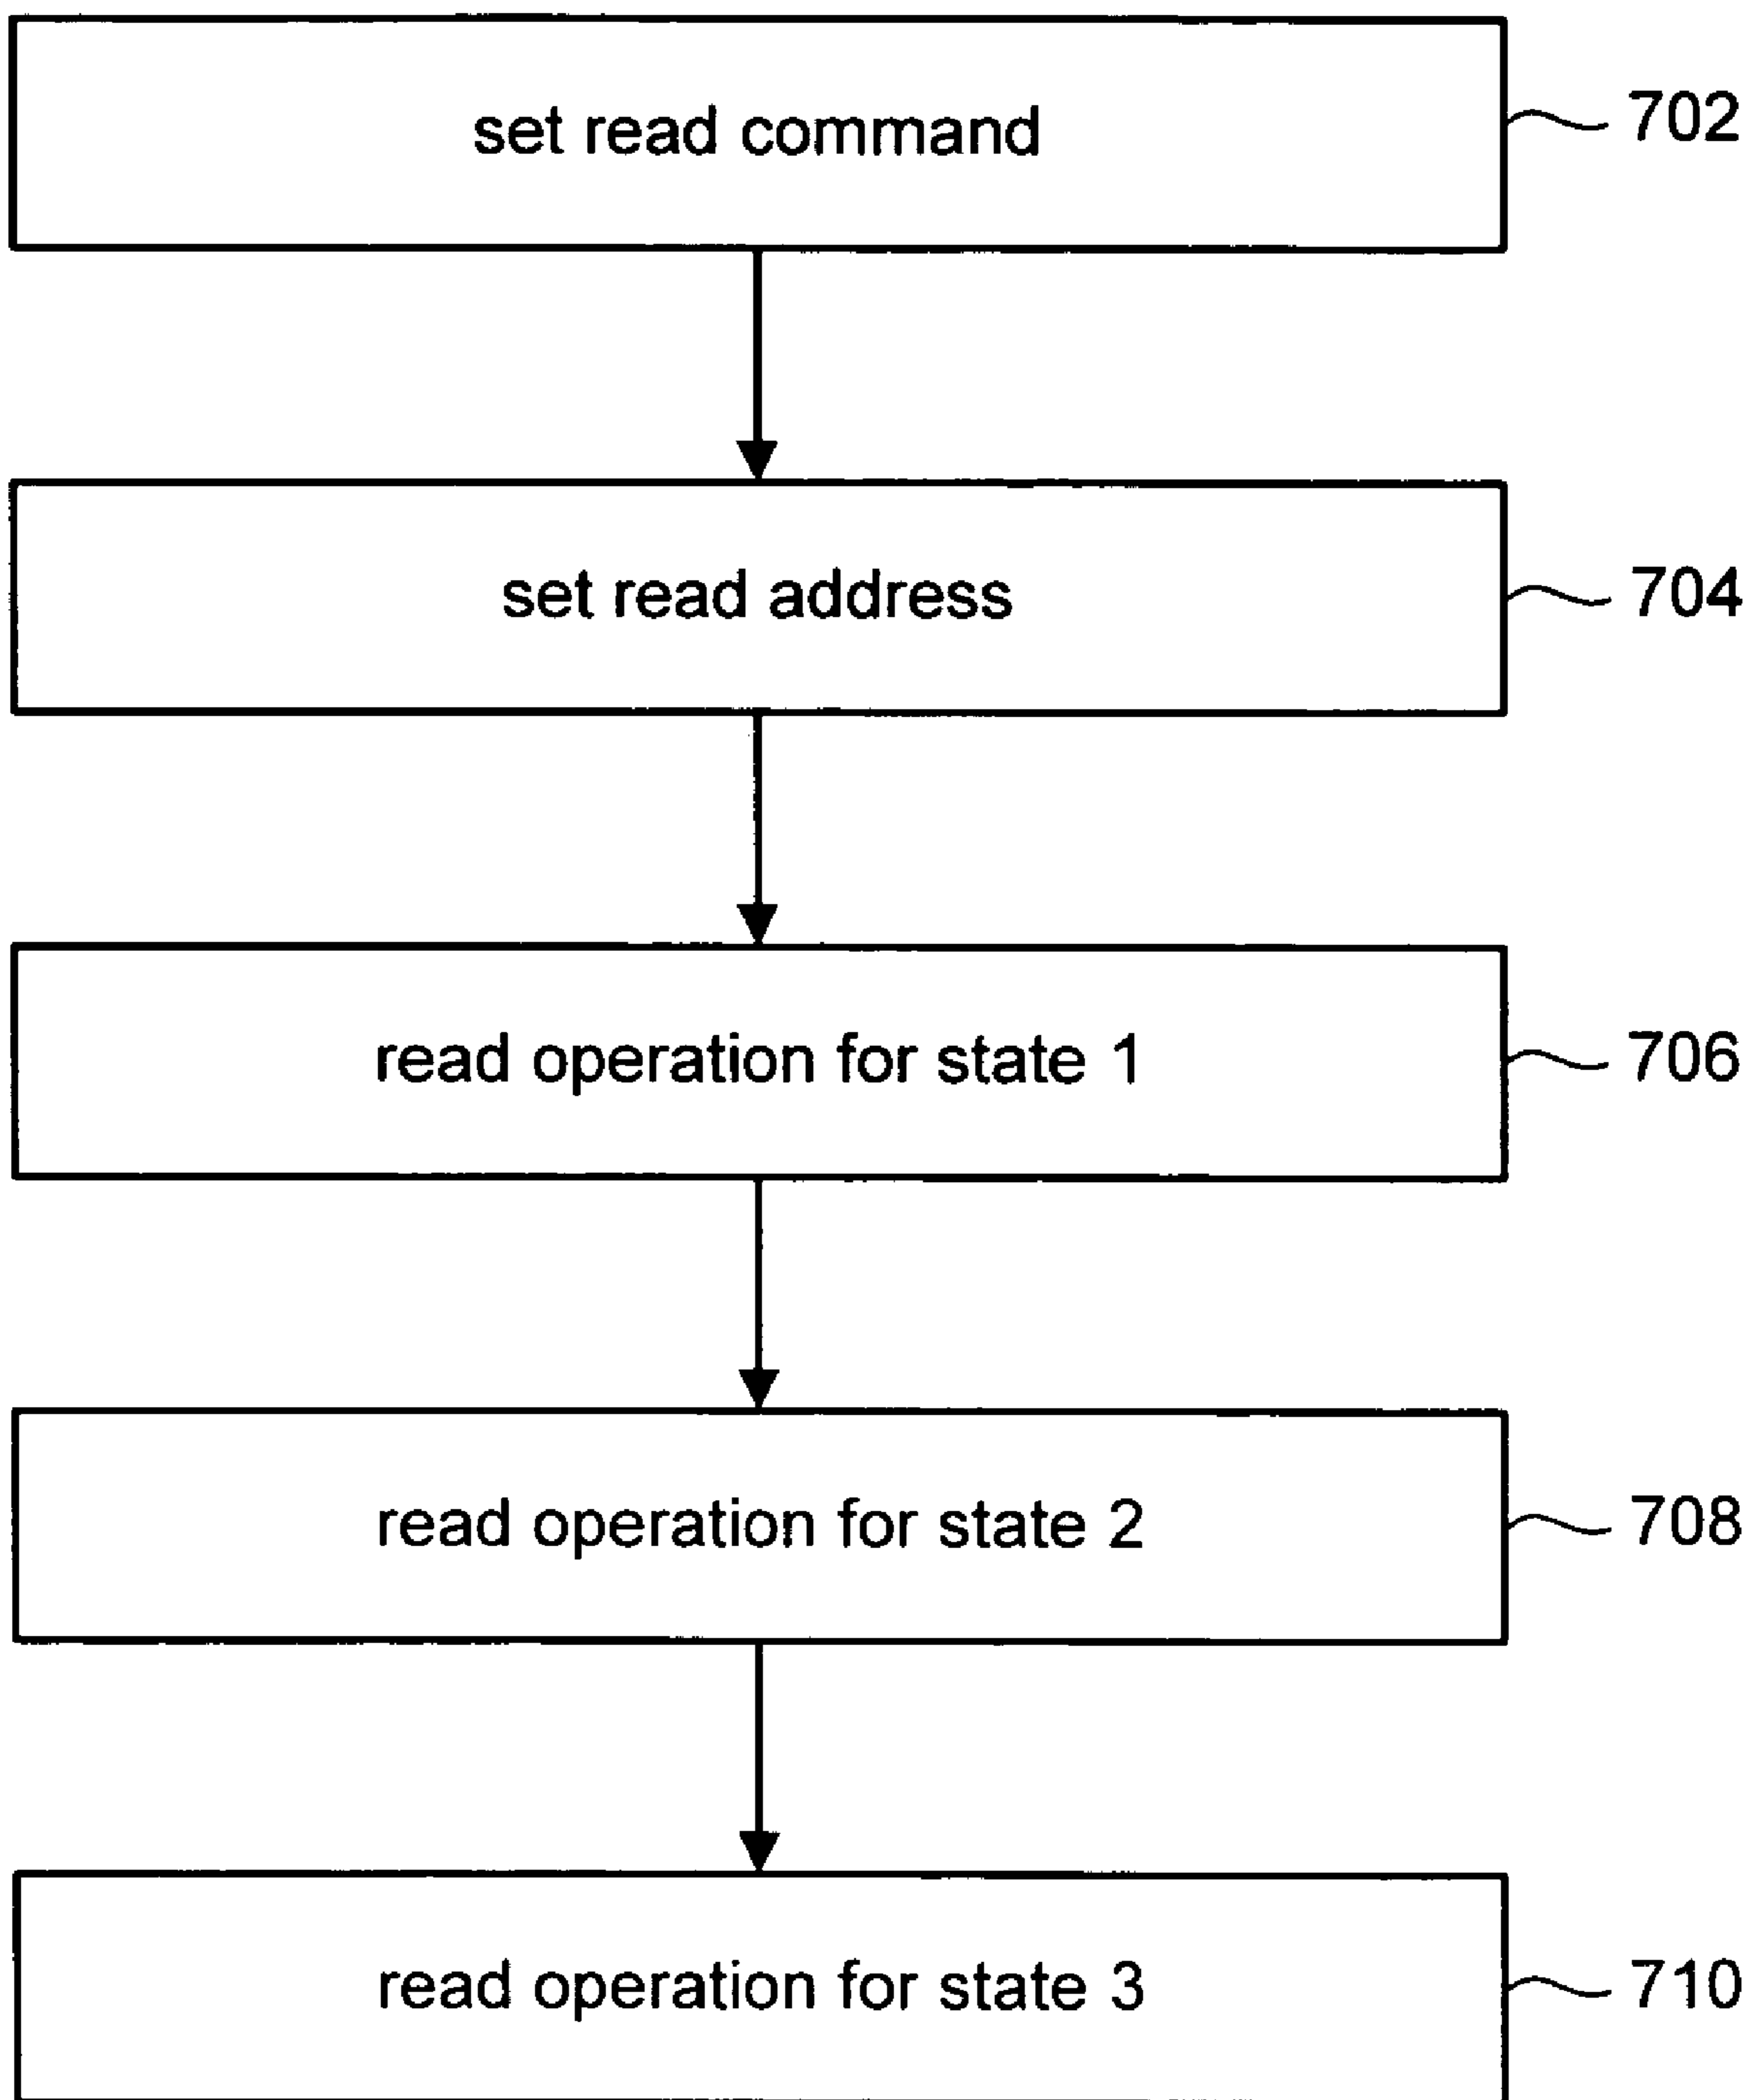 set read command
702
set read address
704
read operation for state 1
706
read operation for state 2
708
read operation for state 3
710